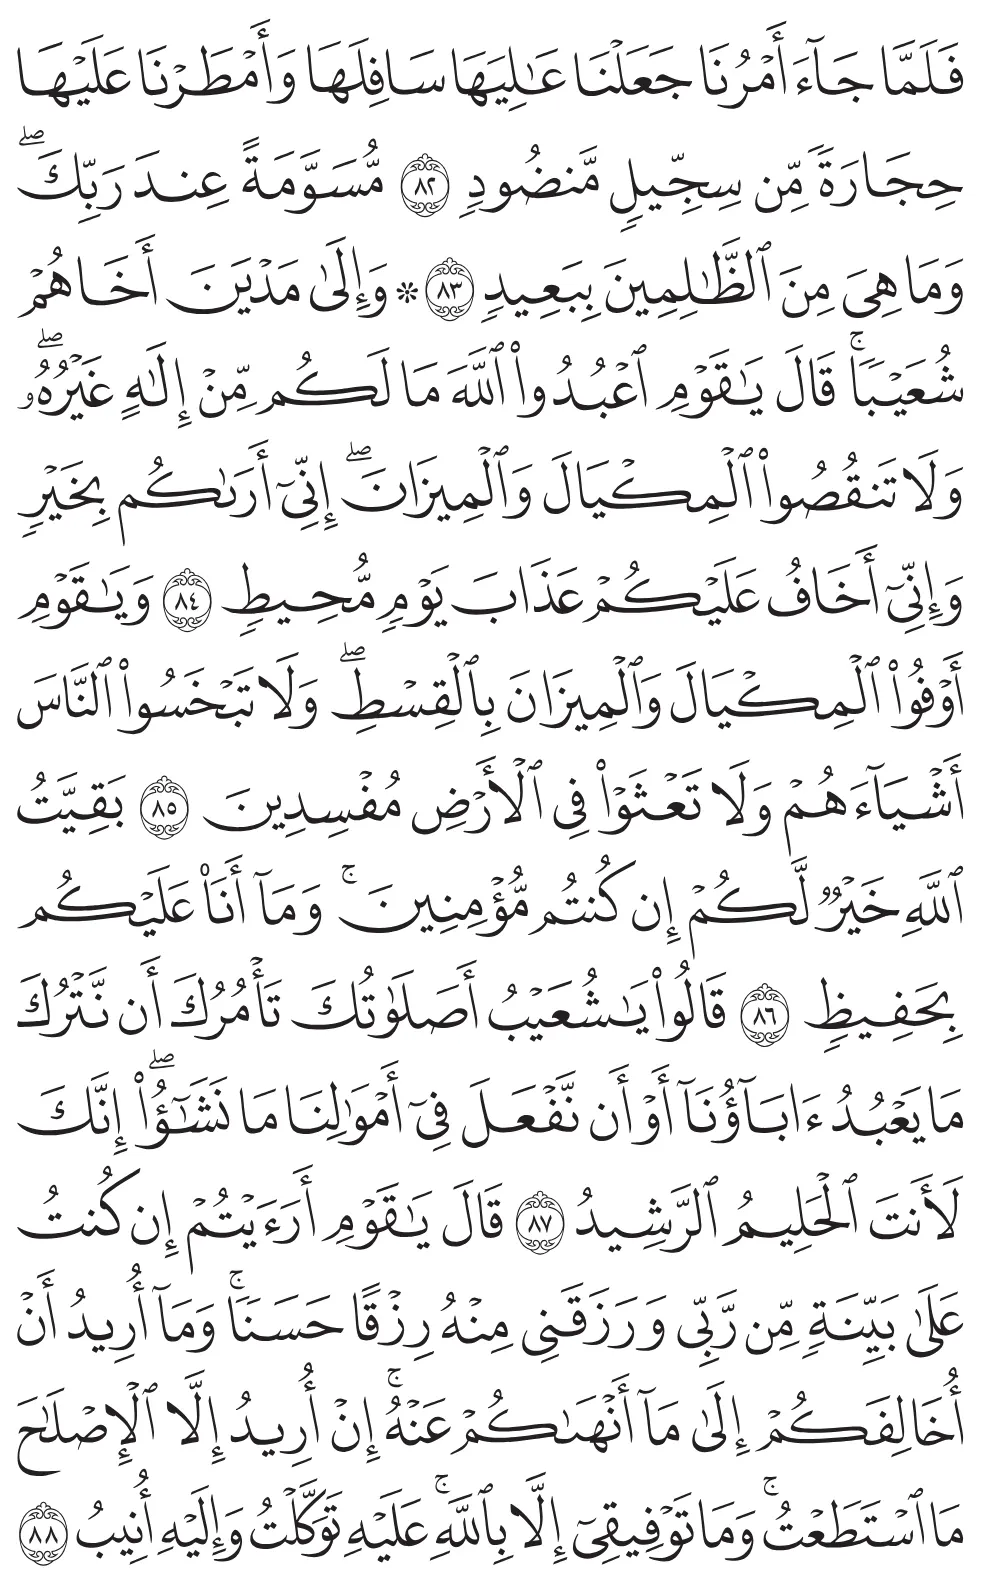 فَلَمَّا جَآءَ أَمْرُنَا جَعَلْنَا عَٰلِيَهَا سَافِلَهَا وَأَمْطَرْنَا عَلَيْهَا
حِجَارَةً مِّن سِجِّيلٍ مَّنضُودٍ ٨٢ مُّسَوَّمَةً عِندَ رَبِّكَۖ
وَمَا هِيَ مِنَ ٱلظَّٰلِمِينَ بِبَعِيدٍ ٨٣ * وَإِلَىٰ مَدْيَنَ أَخَاهُمْ
شُعَيْبًاۚ قَالَ يَٰقَوْمِ ٱعْبُدُوا۟ ٱللَّهَ مَا لَكُم مِّنْ إِلَٰهٍ غَيْرُهُۥۖ
وَلَا تَنقُصُوا۟ ٱلْمِكْيَالَ وَٱلْمِيزَانَۖ إِنِّىٓ أَرَىٰكُم بِخَيْرٍ
وَإِنِّىٓ أَخَافُ عَلَيْكُمْ عَذَابَ يَوْمٍ مُّحِيطٍ ٨٤ وَيَٰقَوْمِ
أَوْفُوا۟ ٱلْمِكْيَالَ وَٱلْمِيزَانَ بِٱلْقِسْطِۖ وَلَا تَبْخَسُوا۟ ٱلنَّاسَ
أَشْيَآءَهُمْ وَلَا تَعْثَوْا۟ فِى ٱلْأَرْضِ مُفْسِدِينَ ٨٥ بَقِيَّتُ
ٱللَّهِ خَيْرٌ لَّكُمْ إِن كُنتُم مُّؤْمِنِينَۚ وَمَآ أَنَا۠ عَلَيْكُم
بِحَفِيظٍ ٨٦ قَالُوا۟ يَٰشُعَيْبُ أَصَلَوٰتُكَ تَأْمُرُكَ أَن نَّتْرُكَ
مَا يَعْبُدُ ءَابَآؤُنَآ أَوْ أَن نَّفْعَلَ فِىٓ أَمْوَٰلِنَا مَا نَشَٰٓؤُا۟ۖ إِنَّكَ
لَأَنتَ ٱلْحَلِيمُ ٱلرَّشِيدُ ٨٧ قَالَ يَٰقَوْمِ أَرَءَيْتُمْ إِن كُنتُ
عَلَىٰ بَيِّنَةٍ مِّن رَّبِّى وَرَزَقَنِى مِنْهُ رِزْقًا حَسَنًاۚ وَمَآ أُرِيدُ أَنْ
أُخَالِفَكُمْ إِلَىٰ مَآ أَنْهَىٰكُمْ عَنْهُۚ إِنْ أُرِيدُ إِلَّا ٱلْإِصْلَٰحَ
مَا ٱسْتَطَعْتُۚ وَمَا تَوْفِيقِىٓ إِلَّا بِٱللَّهِۚ عَلَيْهِ تَوَكَّلْتُ وَإِلَيْهِ أُنِيبُ ٨٨